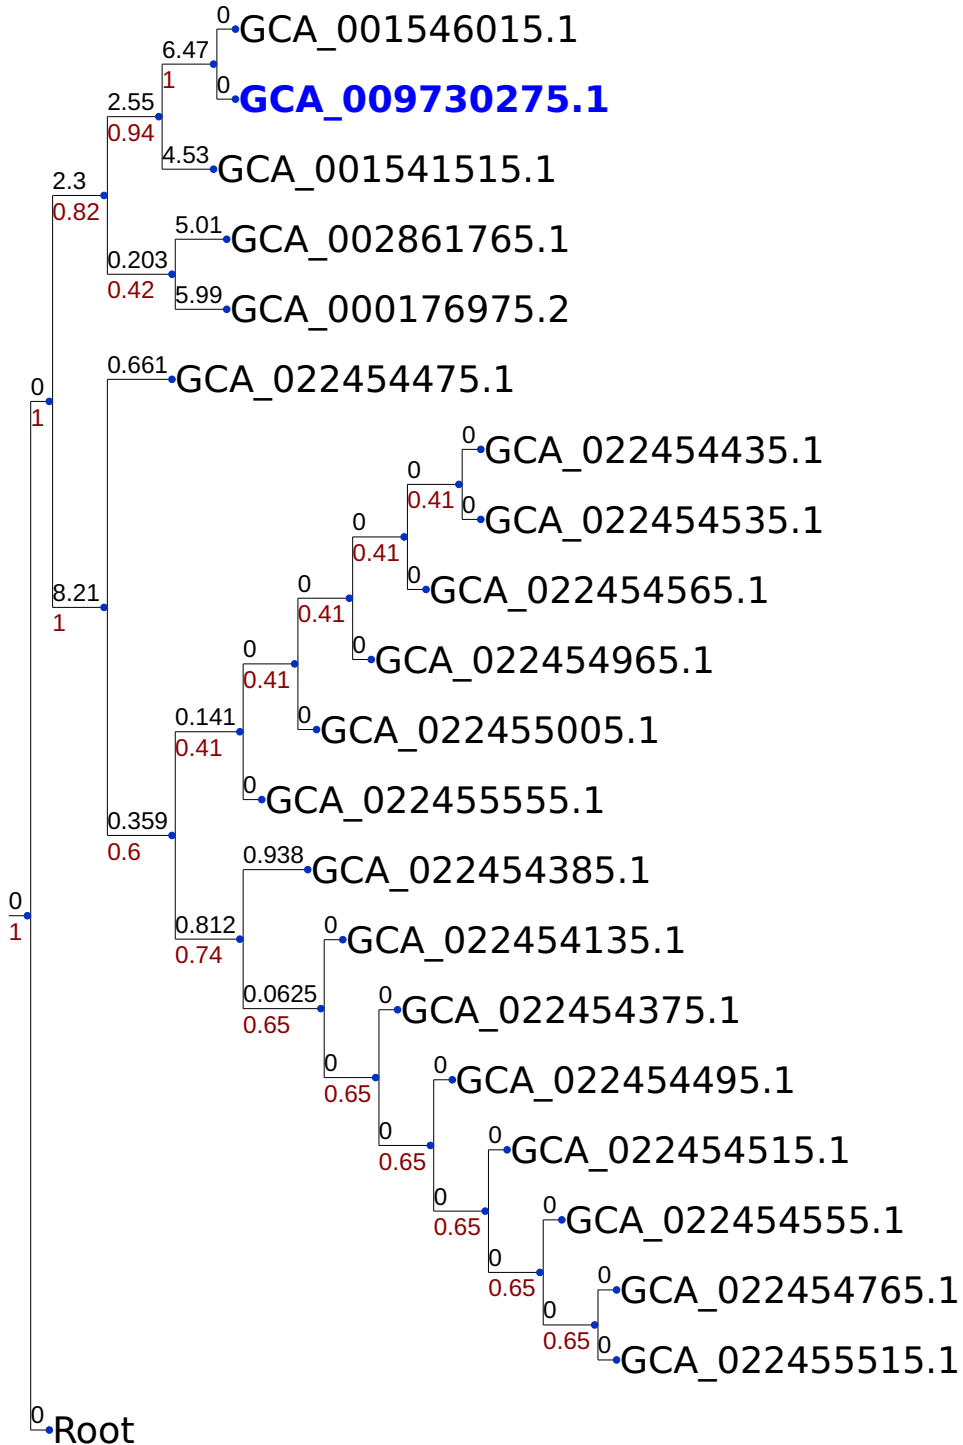 0
GCA_001546015.1
6.47
1
0
GCA_009730275.1
2.55
0.94
4.53
GCA_001541515.1
2.3
0.82
5.01
GCA_002861765.1
0.203
0.42
5.99
GCA_000176975.2
0.661
GCA_022454475.1
0
1
0
GCA_022454435.1
0
0.41
0
GCA_022454535.1
0
0.41
0
GCA_022454565.1
8.21
1
0
0.41
0
GCA_022454965.1
0
0.41
0
GCA_022455005.1
0.141
0.41
0
GCA_022455555.1
0.359
0.6
0.938
GCA_022454385.1
0
1
0.812
0.74
0
GCA_022454135.1
0.0625
0.65
0
GCA_022454375.1
0
0.65
0
GCA_022454495.1
0
0.65
0
GCA_022454515.1
0
0.65
0
GCA_022454555.1
0
0.65
0
GCA_022454765.1
0
0.65
0
GCA_022455515.1
0
Root